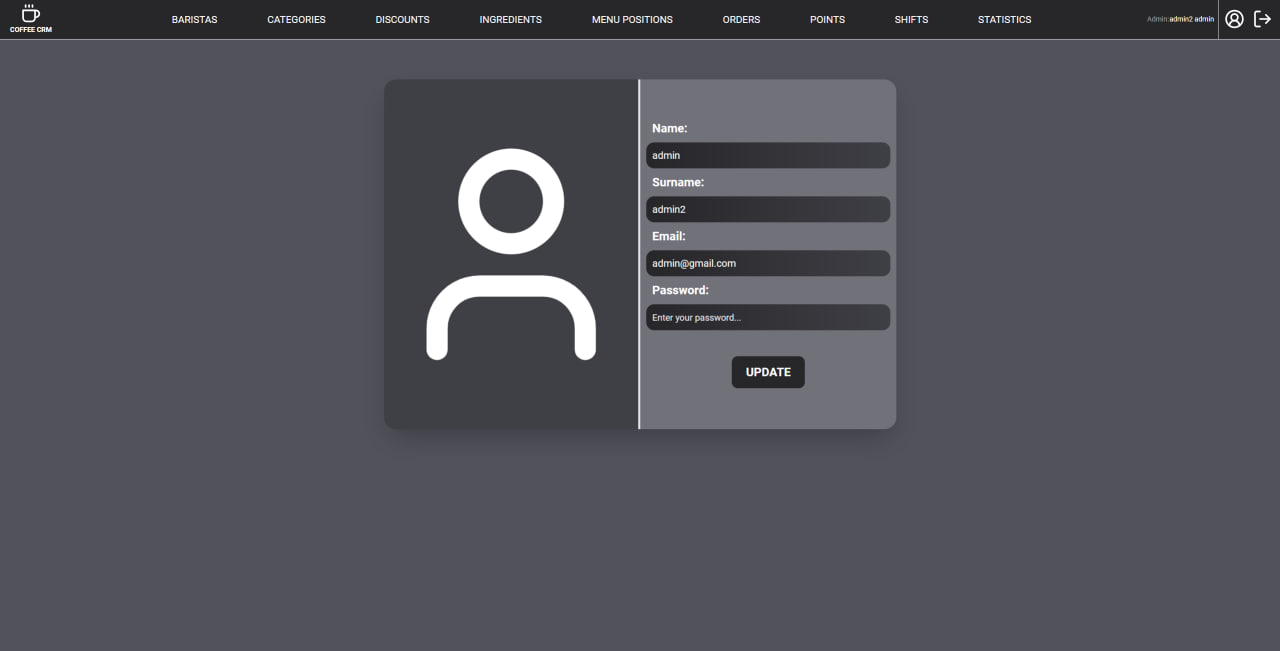 COFFEE CRM
BARISTAS CATEGORIES DISCOUNTS INGREDIENTS MENU POSITIONS ORDERS POINTS SHIFTS STATISTICS
Admin:admin2 admin
Name:
admin
Surname:
admin2
Email:
admin@gmail.com
Password:
Enter your password...
UPDATE